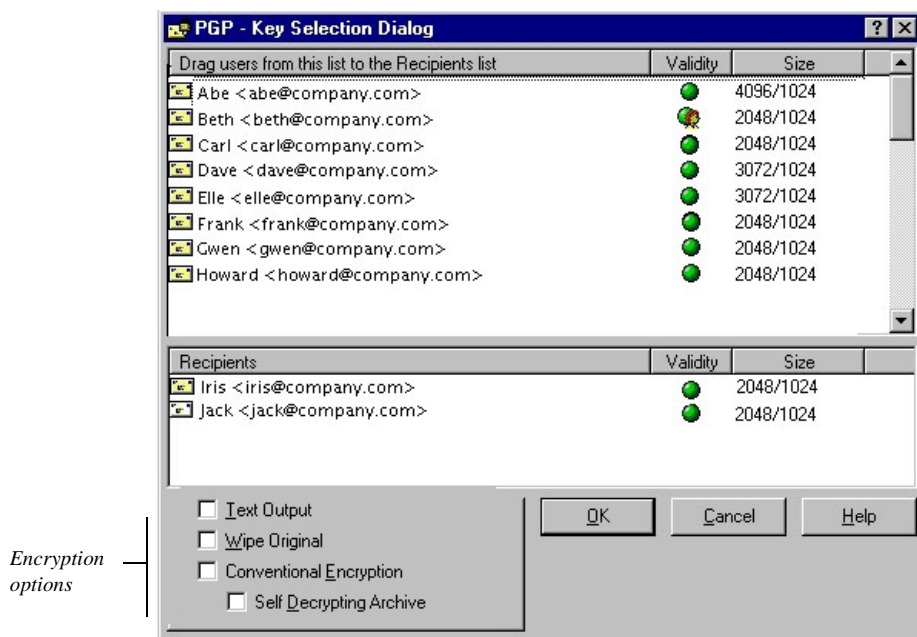 PGP - Key Selection Dialog
Drag users from this list to the Recipients list Validity Size
Abe <abe@company.com> 4096/1024
Beth <beth@company.com> 2048/1024
Carl <carl@company.com> 2048/1024
Dave <dave@company.com> 3072/1024
Elle <elle@company.com> 3072/1024
Frank <frank@company.com> 2048/1024
Gwen <gwen@company.com> 2048/1024
Howard <howard@company.com> 2048/1024
Recipients Validity Size
Iris <iris@company.com> 2048/1024
Jack <jack@company.com> 2048/1024
Text Output
Wipe Original
Conventional Encryption
Self Decrypting Archive
OK Cancel Help
Encryption
options